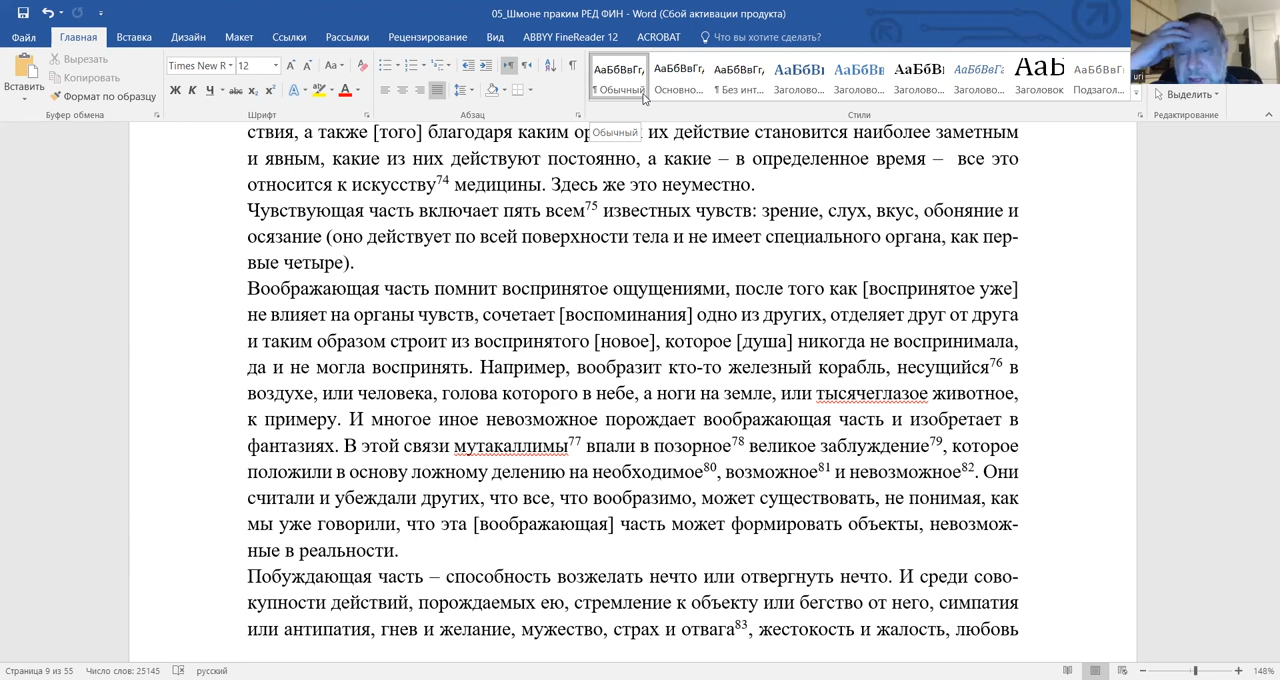 05_Шмоне праким РЕД ФИН - Word (Сбой активации продукта)
Файл Главная Вставка Дизайн Макет Ссылки Рассылки Рецензирование Вид ABBYY FineReader 12 ACROBAT Что вы хотите сделать?
Вставить
Вырезать
Копировать
Формат по образцу
Буфер обмена
Times New R 12
Ж К Ч abc x₂ x²
Шрифт
Абзац
АаБбВвГг, АаБбВвГг, АаБбВвГг, АаБбВı АаБбВв АаБбВı АаБбВвГг АаБ АаБбВвГг
¶ Обычный Основно... ¶ Без инт... Заголово... Заголово... Заголово... Заголово... Заголовок Подзагол...
Стили
Выделить
Редактирование
Обычный
ствия, а также [того] благодаря каким ор их действие становится наиболее заметным
и явным, какие из них действуют постоянно, а какие – в определенное время – все это
относится к искусству74 медицины. Здесь же это неуместно.
Чувствующая часть включает пять всем75 известных чувств: зрение, слух, вкус, обоняние и
осязание (оно действует по всей поверхности тела и не имеет специального органа, как пер-
вые четыре).
Воображающая часть помнит воспринятое ощущениями, после того как [воспринятое уже]
не влияет на органы чувств, сочетает [воспоминания] одно из других, отделяет друг от друга
и таким образом строит из воспринятого [новое], которое [душа] никогда не воспринимала,
да и не могла воспринять. Например, вообразит кто-то железный корабль, несущийся76 в
воздухе, или человека, голова которого в небе, а ноги на земле, или тысячеглазое животное,
к примеру. И многое иное невозможное порождает воображающая часть и изобретает в
фантазиях. В этой связи мутакаллимы77 впали в позорное78 великое заблуждение79, которое
положили в основу ложному делению на необходимое80, возможное81 и невозможное82. Они
считали и убеждали других, что все, что вообразимо, может существовать, не понимая, как
мы уже говорили, что эта [воображающая] часть может формировать объекты, невозмож-
ные в реальности.
Побуждающая часть – способность возжелать нечто или отвергнуть нечто. И среди сово-
купности действий, порождаемых ею, стремление к объекту или бегство от него, симпатия
или антипатия, гнев и желание, мужество, страх и отвага83, жестокость и жалость, любовь
Страница 9 из 55 Число слов: 25145 русский 148%